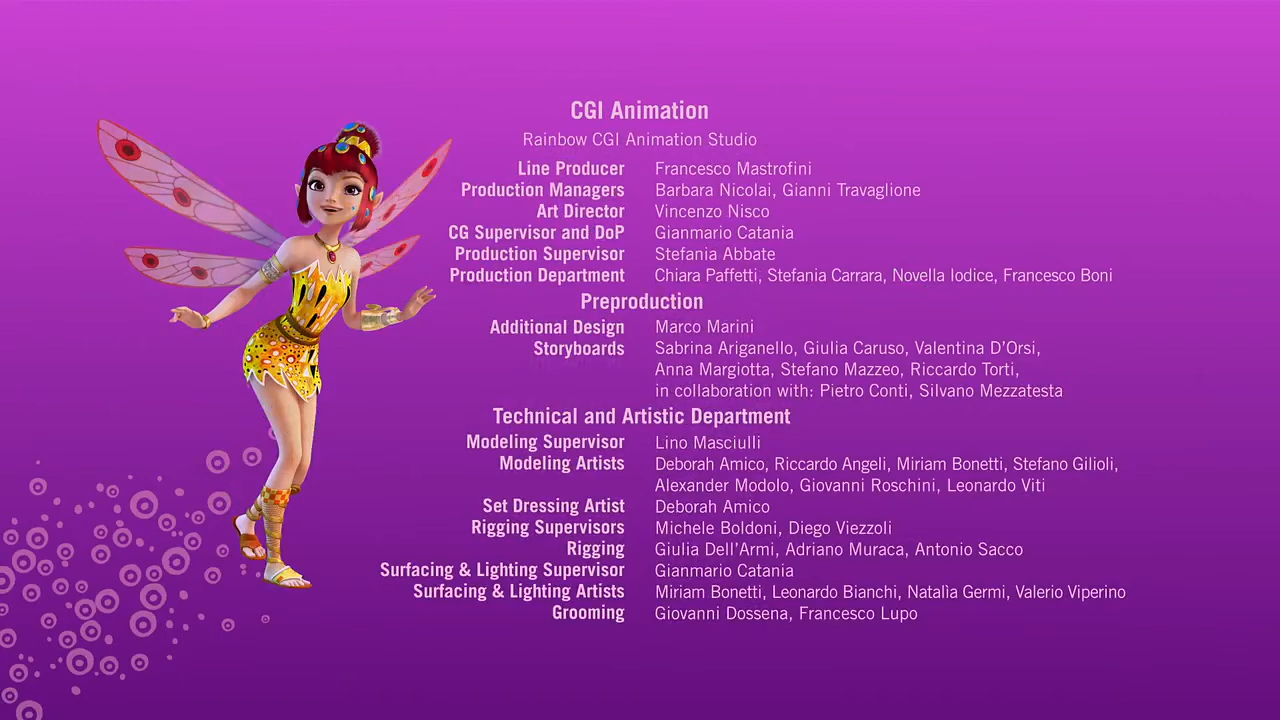 CGI Animation
Rainbow CGI Animation Studio
Line Producer Francesco Mastrofini
Production Managers Barbara Nicolai, Gianni Travaglione
Art Director Vincenzo Nisco
CG Supervisor and DoP Gianmario Catania
Production Supervisor Stefania Abbate
Production Department Chiara Paffetti, Stefania Carrara, Novella Iodice, Francesco Boni
Preproduction
Additional Design Marco Marini
Storyboards Sabrina Ariganello, Giulia Caruso, Valentina D’Orsi,
Anna Margiotta, Stefano Mazzeo, Riccardo Torti,
in collaboration with: Pietro Conti, Silvano Mezzatesta
Technical and Artistic Department
Modeling Supervisor Lino Masciulli
Modeling Artists Deborah Amico, Riccardo Angeli, Miriam Bonetti, Stefano Gilioli,
Alexander Modolo, Giovanni Roschini, Leonardo Viti
Set Dressing Artist Deborah Amico
Rigging Supervisors Michele Boldoni, Diego Viezzoli
Rigging Giulia Dell’Armi, Adriano Muraca, Antonio Sacco
Surfacing & Lighting Supervisor Gianmario Catania
Surfacing & Lighting Artists Miriam Bonetti, Leonardo Bianchi, Natalìa Germi, Valerio Viperino
Grooming Giovanni Dossena, Francesco Lupo